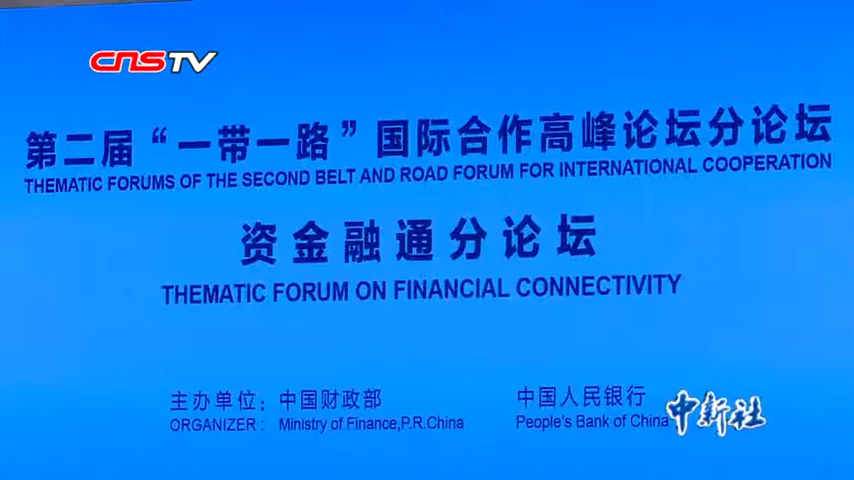 CNSTV
第二届“一带一路”国际合作高峰论坛分论坛
THEMATIC FORUMS OF THE SECOND BELT AND ROAD FORUM FOR INTERNATIONAL COOPERATION
资金融通分论坛
THEMATIC FORUM ON FINANCIAL CONNECTIVITY
主办单位：中国财政部 中国人民银行
ORGANIZER： Ministry of Finance,P.R.China People's Bank of China
中新社